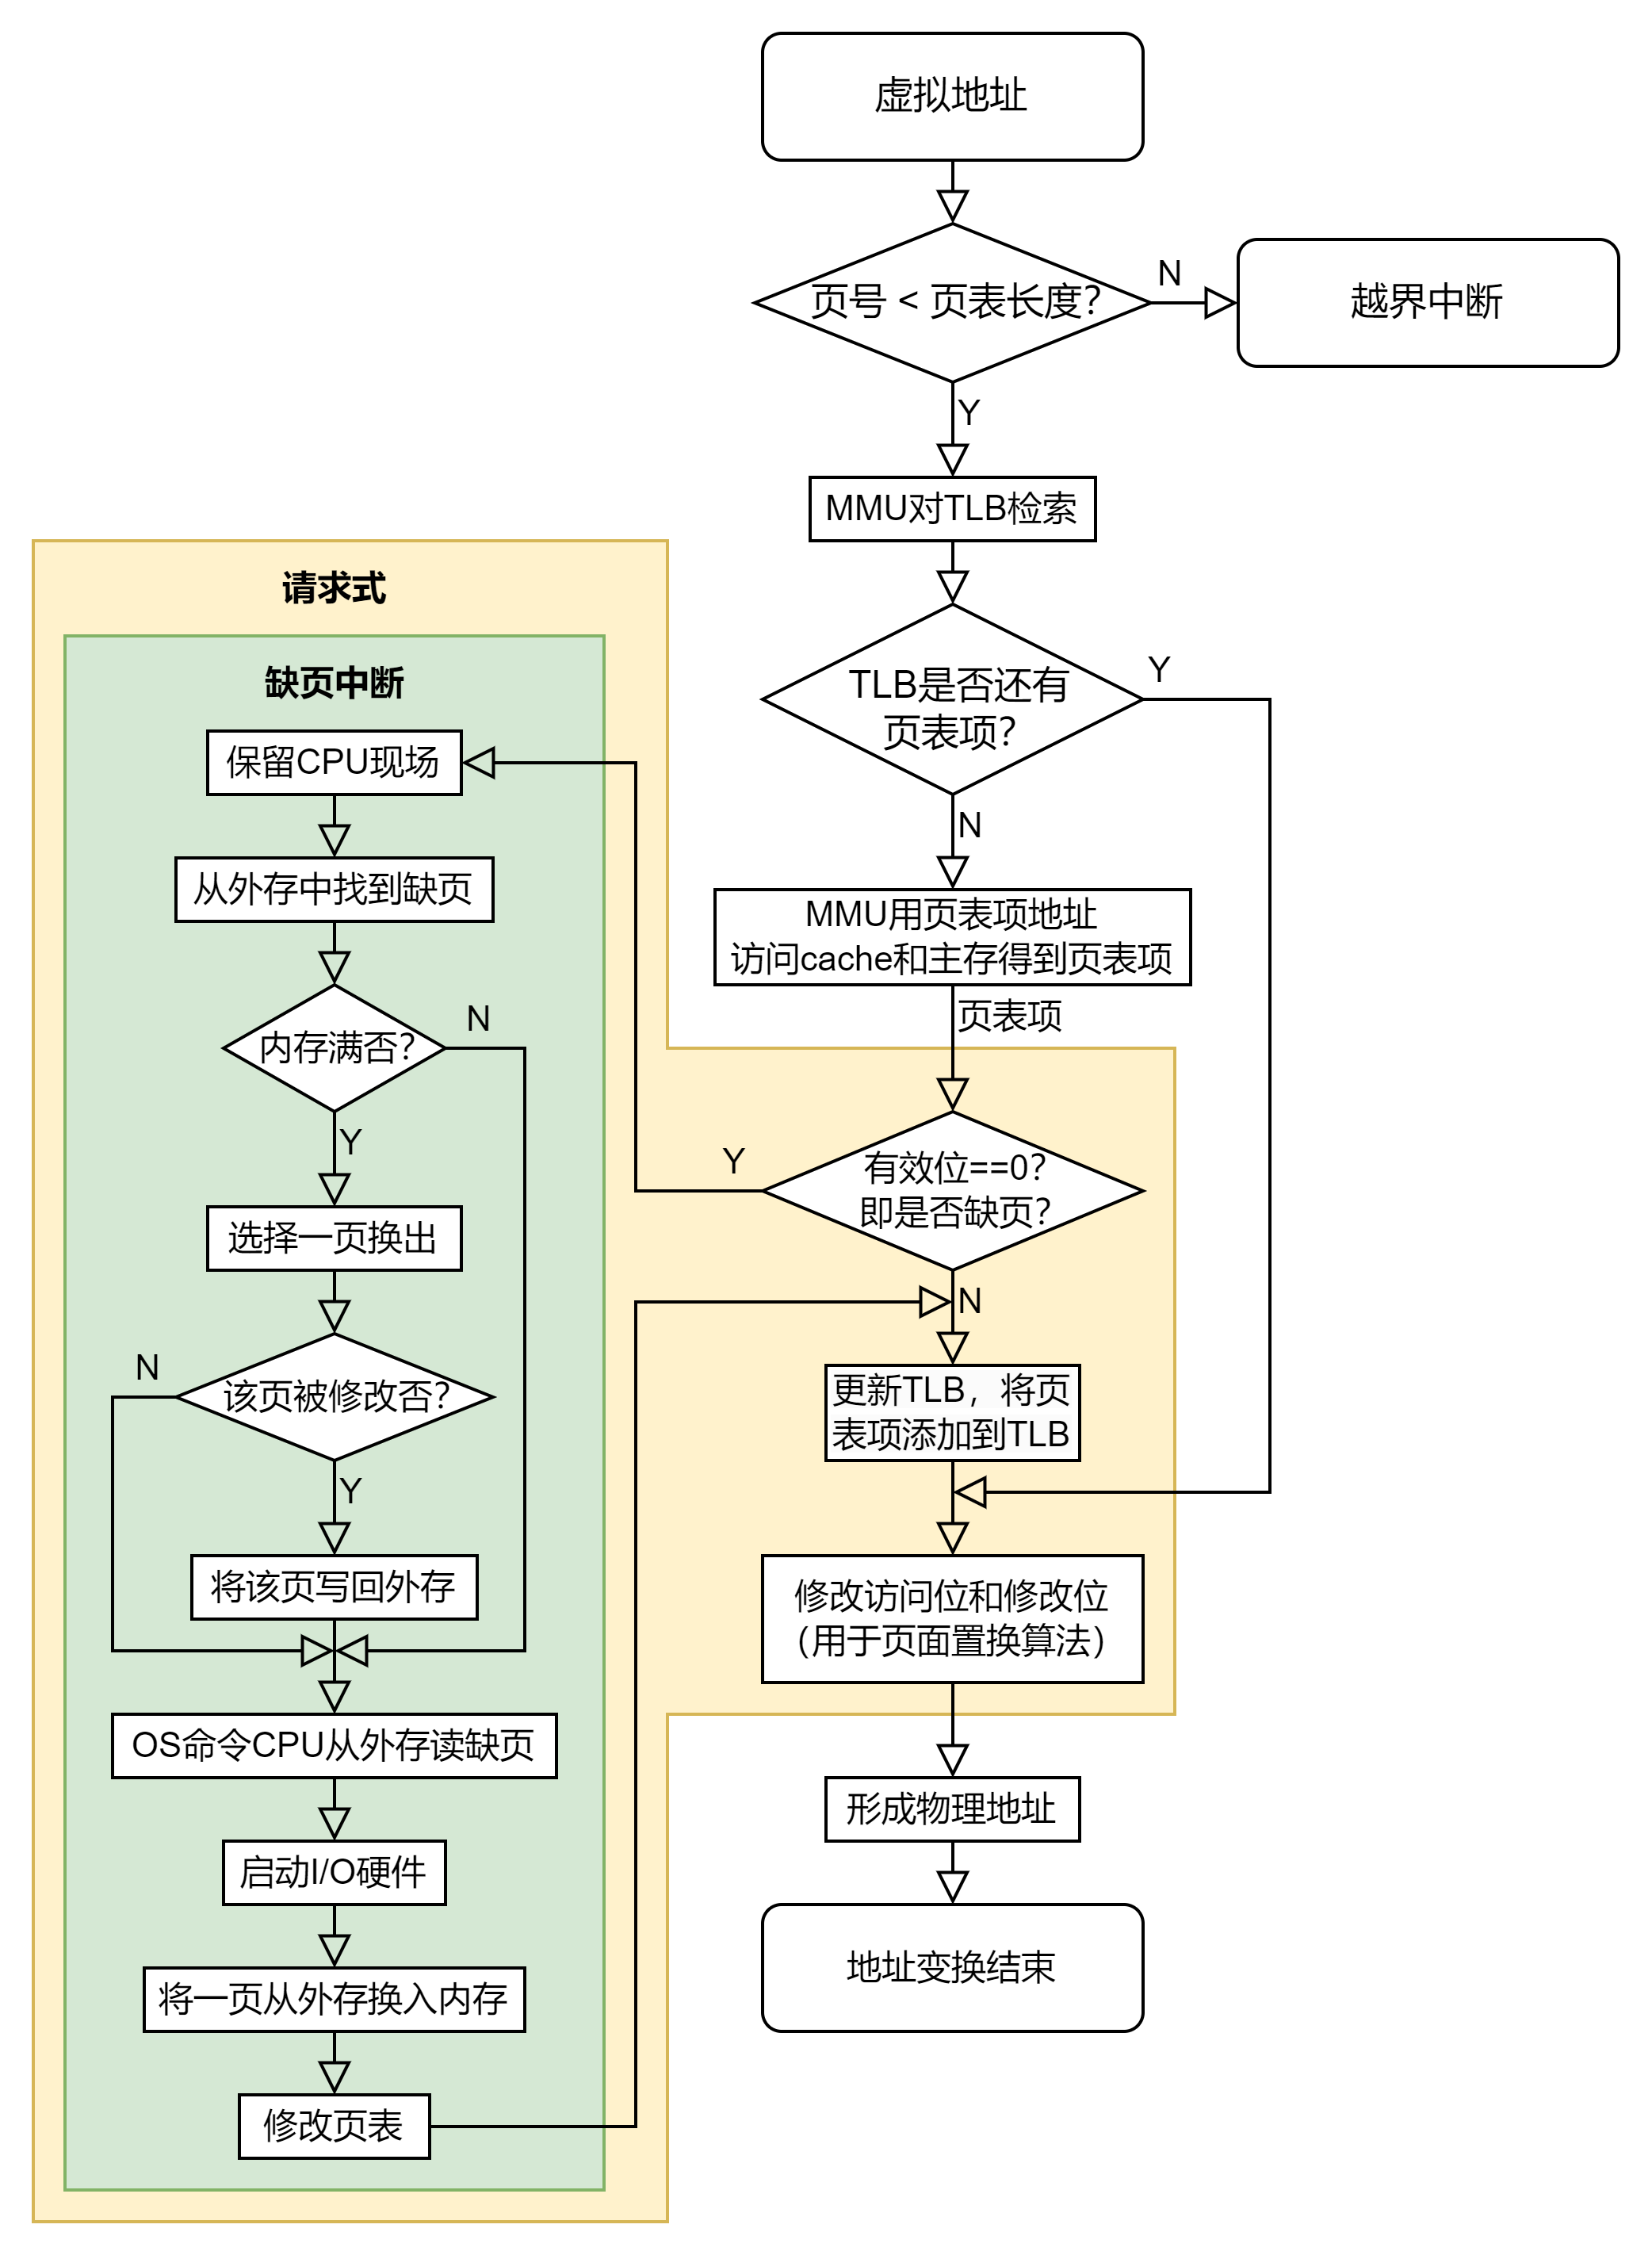 虚拟地址
页号 < 页表长度？
N
越界中断
Y
MMU对TLB检索
TLB是否还有
页表项？
Y
N
MMU用页表项地址
访问cache和主存得到页表项
页表项
请求式
缺页中断
保留CPU现场
从外存中找到缺页
内存满否？
N
Y
选择一页换出
该页被修改否？
N
Y
将该页写回外存
OS命令CPU从外存读缺页
启动I/O硬件
将一页从外存换入内存
修改页表
有效位==0？
即是否缺页？
Y
N
更新TLB，将页
表项添加到TLB
修改访问位和修改位
（用于页面置换算法）
形成物理地址
地址变换结束